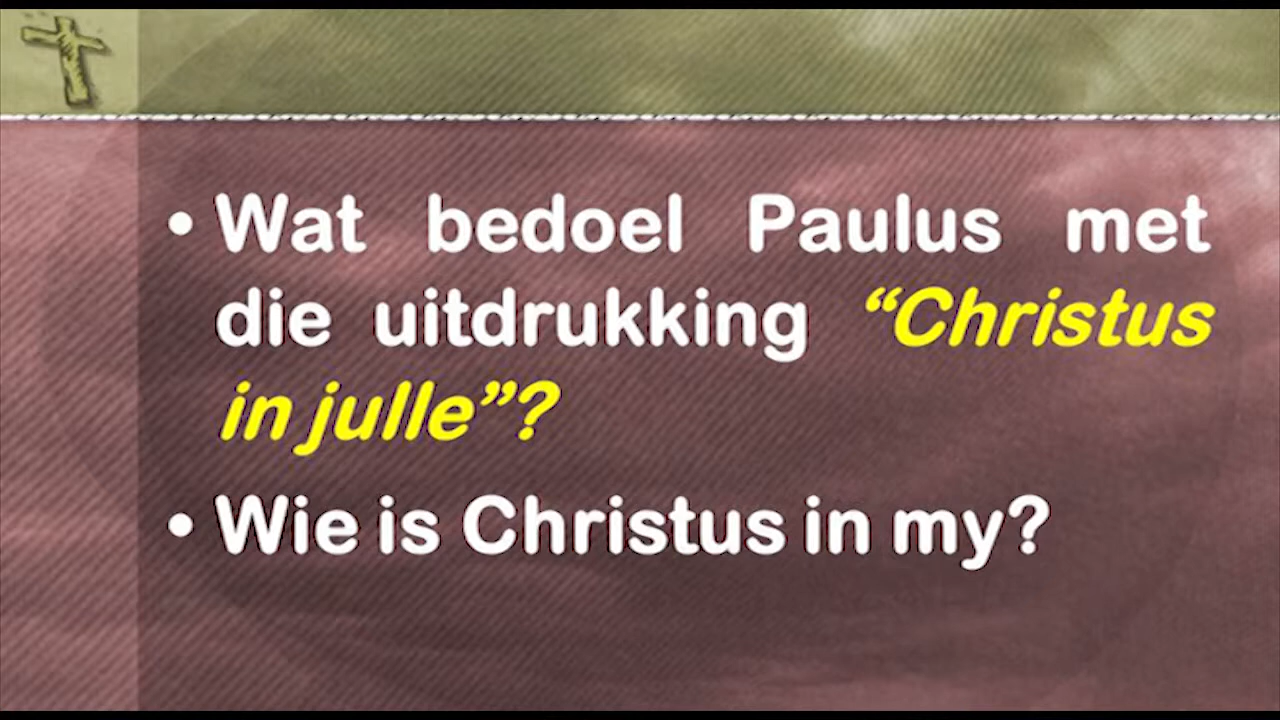 • Wat bedoel Paulus met
die uitdrukking “Christus
in julle”?
• Wie is Christus in my?